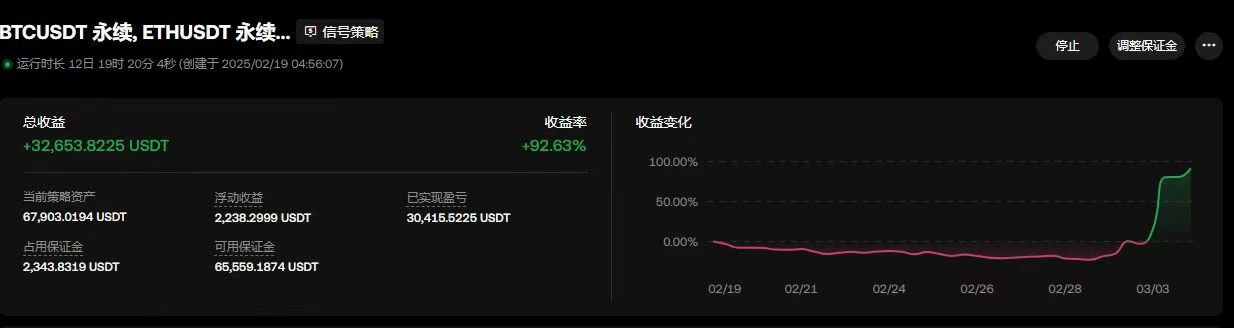 BTCUSDT 永续, ETHUSDT 永续... 信号策略
停止 调整保证金 •••
运行时长 12日 19时 20分 4秒 (创建于 2025/02/19 04:56:07)
总收益 收益率
+32,653.8225 USDT +92.63%
当前策略资产 浮动收益 已实现盈亏
67,903.0194 USDT 2,238.2999 USDT 30,415.5225 USDT
占用保证金 可用保证金
2,343.8319 USDT 65,559.1874 USDT
收益变化
100.00%
50.00%
0.00%
02/19 02/21 02/24 02/26 02/28 03/03